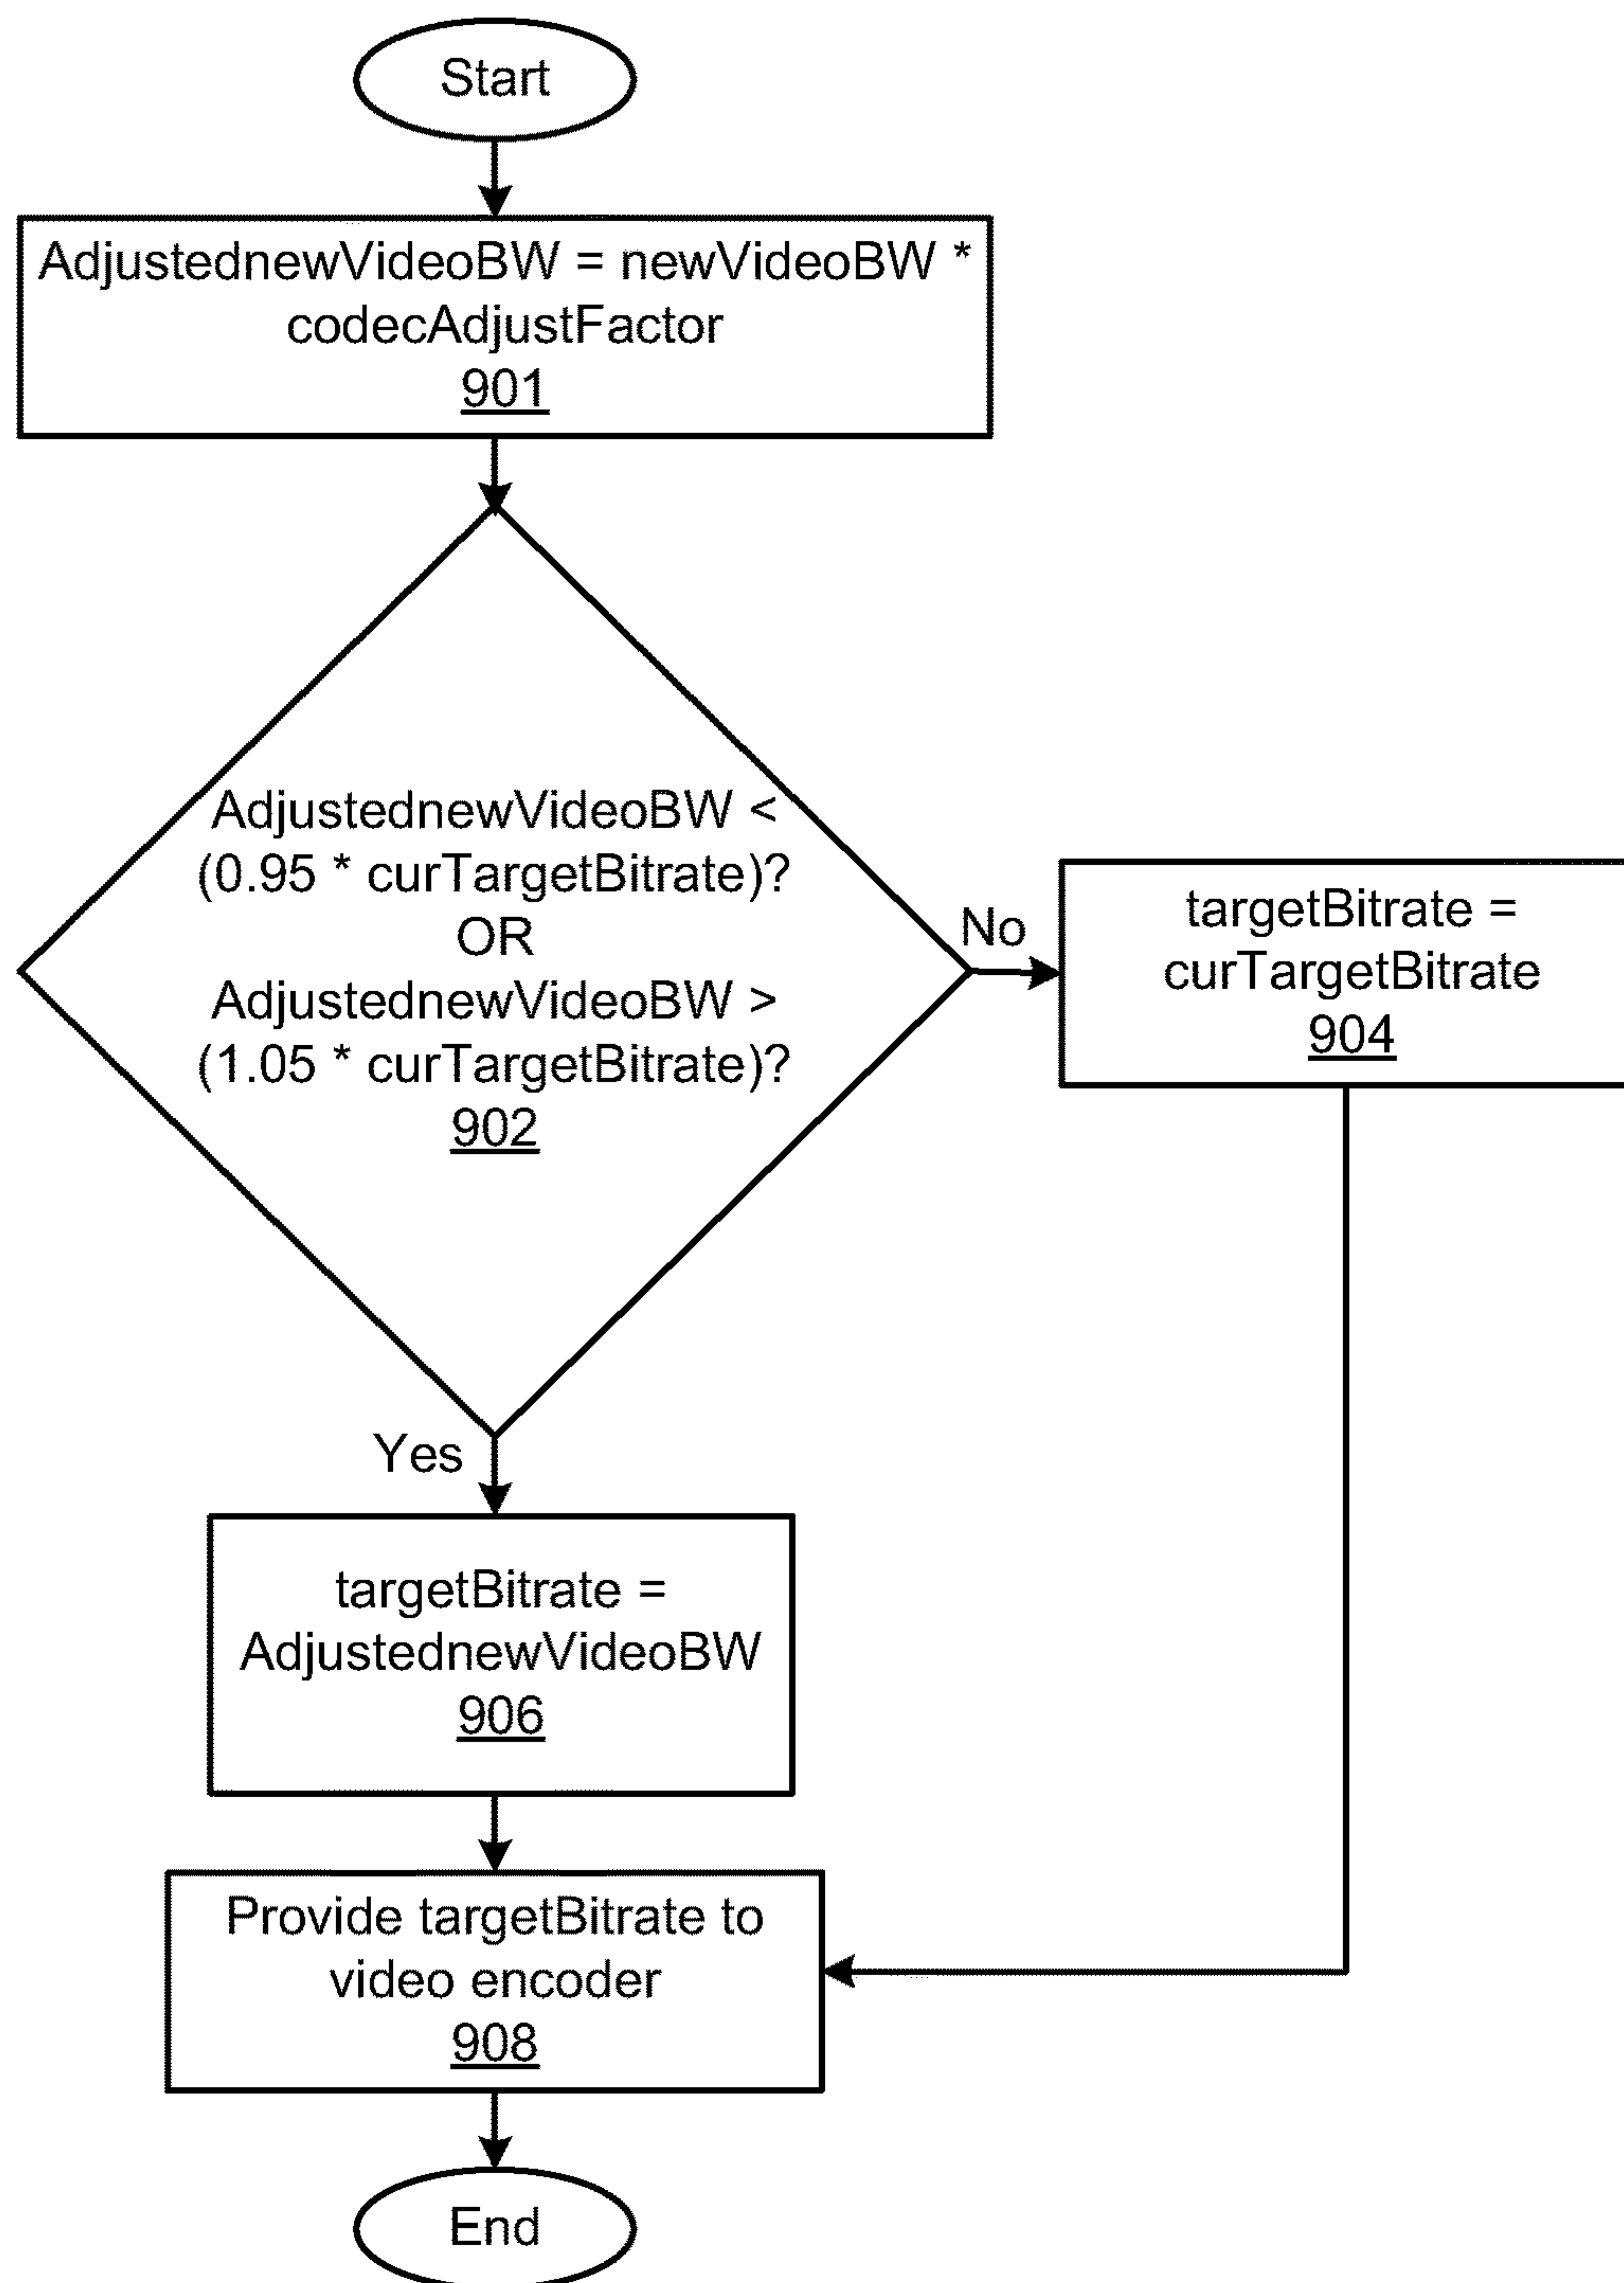 Start
AdjustednewVideoBW = newVideoBW *
codecAdjustFactor
901
AdjustednewVideoBW <
(0.95 * curTargetBitrate)?
OR
AdjustednewVideoBW >
(1.05 * curTargetBitrate)?
902
No
targetBitrate =
curTargetBitrate
904
Yes
targetBitrate =
AdjustednewVideoBW
906
Provide targetBitrate to
video encoder
908
End